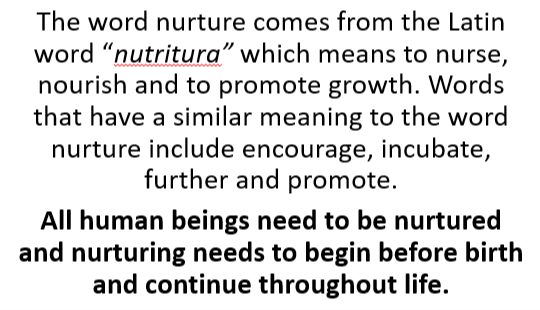 The word nurture comes from the Latin
word “nutritura” which means to nurse,
nourish and to promote growth. Words
that have a similar meaning to the word
nurture include encourage, incubate,
further and promote.
All human beings need to be nurtured
and nurturing needs to begin before birth
and continue throughout life.